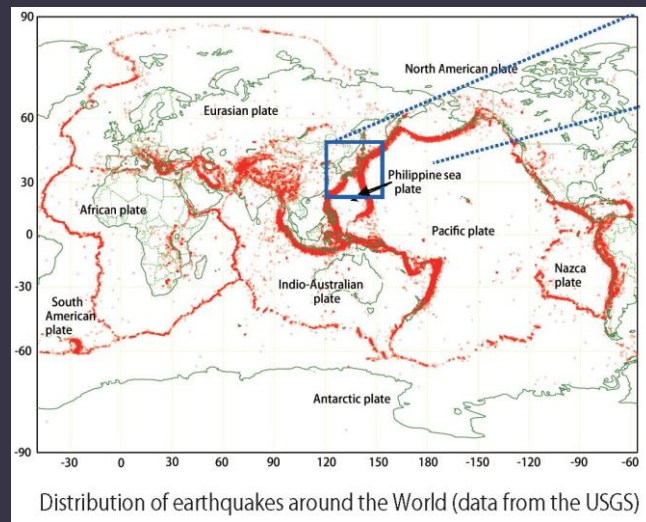 90
North American plate
Eurasian plate
60
Philippine sea
plate
30
African plate
0
Pacific plate
Indio-Australian
plate
Nazca
plate
-30
South
American
plate
-60
Antarctic plate
-90
-30 0 30 60 90 120 150 -180 -150 -120 -90 -60
Distribution of earthquakes around the World (data from the USGS)